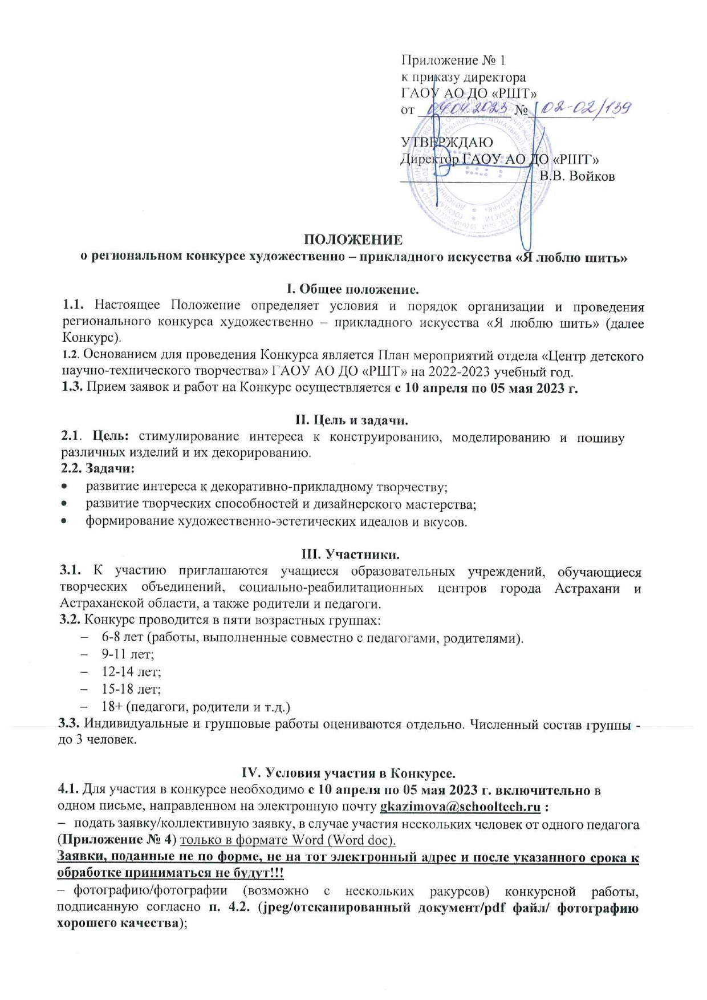 Приложение № 1
к приказу директора
ГАОУ АО ДО «РШТ»
от 04.04.2023 № 02-02/139
УТВЕРЖДАЮ
Директор ГАОУ АО ДО «РШТ»
В.В. Войков
ПОЛОЖЕНИЕ
о региональном конкурсе художественно – прикладного искусства «Я люблю шить»
I. Общее положение.
1.1. Настоящее Положение определяет условия и порядок организации и проведения
регионального конкурса художественно – прикладного искусства «Я люблю шить» (далее
Конкурс).
1.2. Основанием для проведения Конкурса является План мероприятий отдела «Центр детского
научно-технического творчества» ГАОУ АО ДО «РШТ» на 2022-2023 учебный год.
1.3. Прием заявок и работ на Конкурс осуществляется с 10 апреля по 05 мая 2023 г.
II. Цель и задачи.
2.1. Цель: стимулирование интереса к конструированию, моделированию и пошиву
различных изделий и их декорированию.
2.2. Задачи:
• развитие интереса к декоративно-прикладному творчеству;
• развитие творческих способностей и дизайнерского мастерства;
• формирование художественно-эстетических идеалов и вкусов.
III. Участники.
3.1. К участию приглашаются учащиеся образовательных учреждений, обучающиеся
творческих объединений, социально-реабилитационных центров города Астрахани и
Астраханской области, а также родители и педагоги.
3.2. Конкурс проводится в пяти возрастных группах:
– 6-8 лет (работы, выполненные совместно с педагогами, родителями).
– 9-11 лет;
– 12-14 лет;
– 15-18 лет;
– 18+ (педагоги, родители и т.д.)
3.3. Индивидуальные и групповые работы оцениваются отдельно. Численный состав группы -
до 3 человек.
IV. Условия участия в Конкурсе.
4.1. Для участия в конкурсе необходимо с 10 апреля по 05 мая 2023 г. включительно в
одном письме, направленном на электронную почту gkazimova@schooltech.ru :
– подать заявку/коллективную заявку, в случае участия нескольких человек от одного педагога
(Приложение № 4) только в формате Word (Word doc).
Заявки, поданные не по форме, не на тот электронный адрес и после указанного срока к
обработке приниматься не будут!!!
– фотографию/фотографии (возможно с нескольких ракурсов) конкурсной работы,
подписанную согласно п. 4.2. (jpeg/отсканированный документ/pdf файл/ фотографию
хорошего качества);